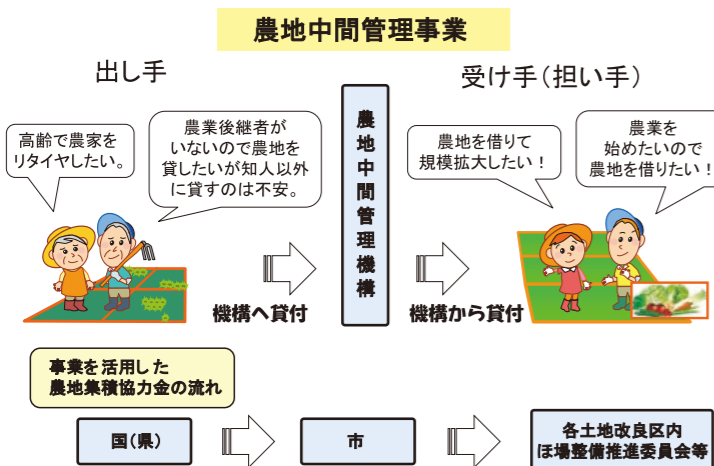 農地中間管理事業
出し手
受け手(担い手)
高齢で農家を
リタイヤしたい。
農業後継者が
いないので農地を
貸したいが知人以外
に貸すのは不安。
農地中間管理機構
農地を借りて
規模拡大したい!
農業を
始めたいので
農地を借りたい!
機構へ貸付
機構から貸付
事業を活用した
農地集積協力金の流れ
国(県)
市
各土地改良区内
ほ場整備推進委員会等